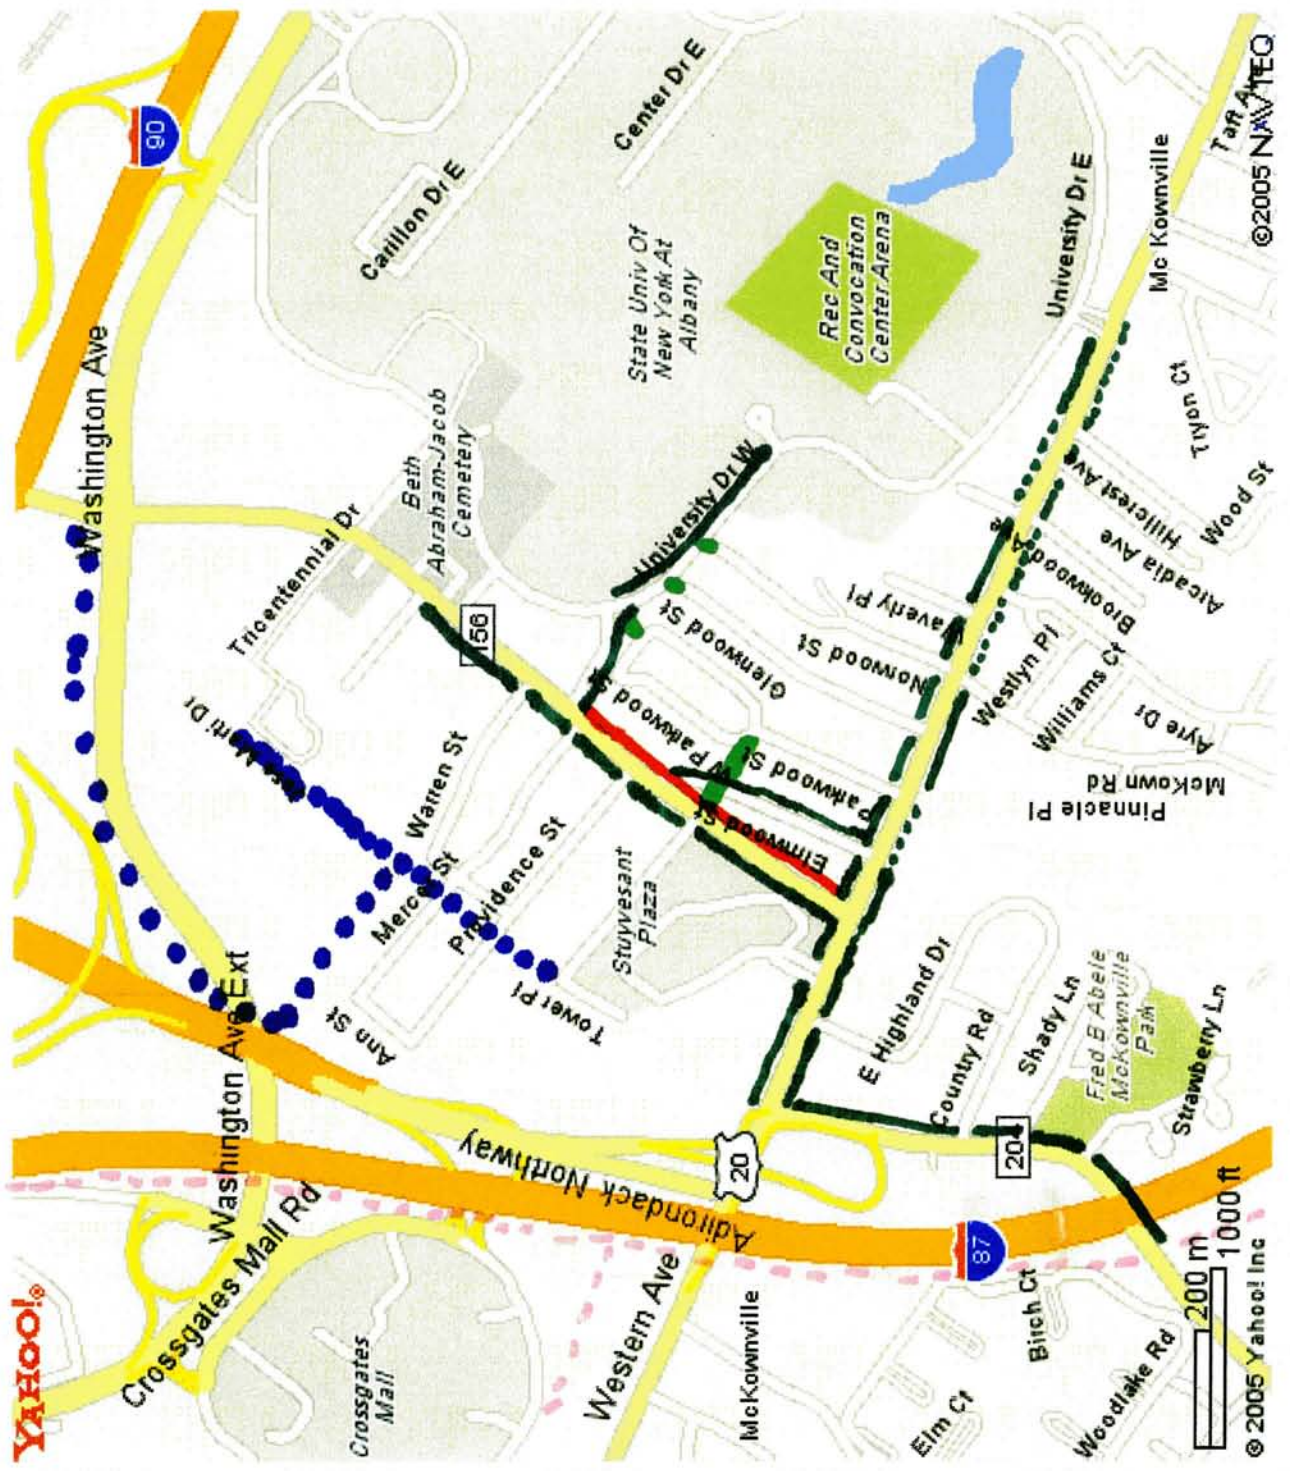 YAHOO!®
90
Washington Ave
Carillon Dr E
Center Dr E
State Univ Of
New York At
Albany
Rec And
Convocation
Center Arena
University Dr E
Mc Kownville
Taft Ave
©2005 NAVTEQ
Beth
Abraham-Jacob
Cemetery
Tricentennial Dr
University Dr W
156
Jose Marti Dr
Warren St
Mercer St
Providence St
Tower Pl
Ann St
Stuyvesant
Plaza
Parkwood St
Parkwood St
W P
Elmwood St
Glenwood St
Norwood St
Waverly Pl
Brookwood Ave
Hillcrest Ave
Arcadia Ave
Tryon Ct
Wood St
Westlyn Pl
Williams Ct
Ayre Dr
McKown Rd
Pinnacle Pl
Washington Ave Ext
Crossgates Mall Rd
Crossgates
Mall
Adirondack Northway
20
Western Ave
McKownville
E Highland Dr
Country Rd
Shady Ln
Fred B Abele
McKownville
Park
Strawberry Ln
204
87
Birch Ct
Elm Ct
Woodlake Rd
200 m
1000 ft
© 2005 Yahoo! Inc